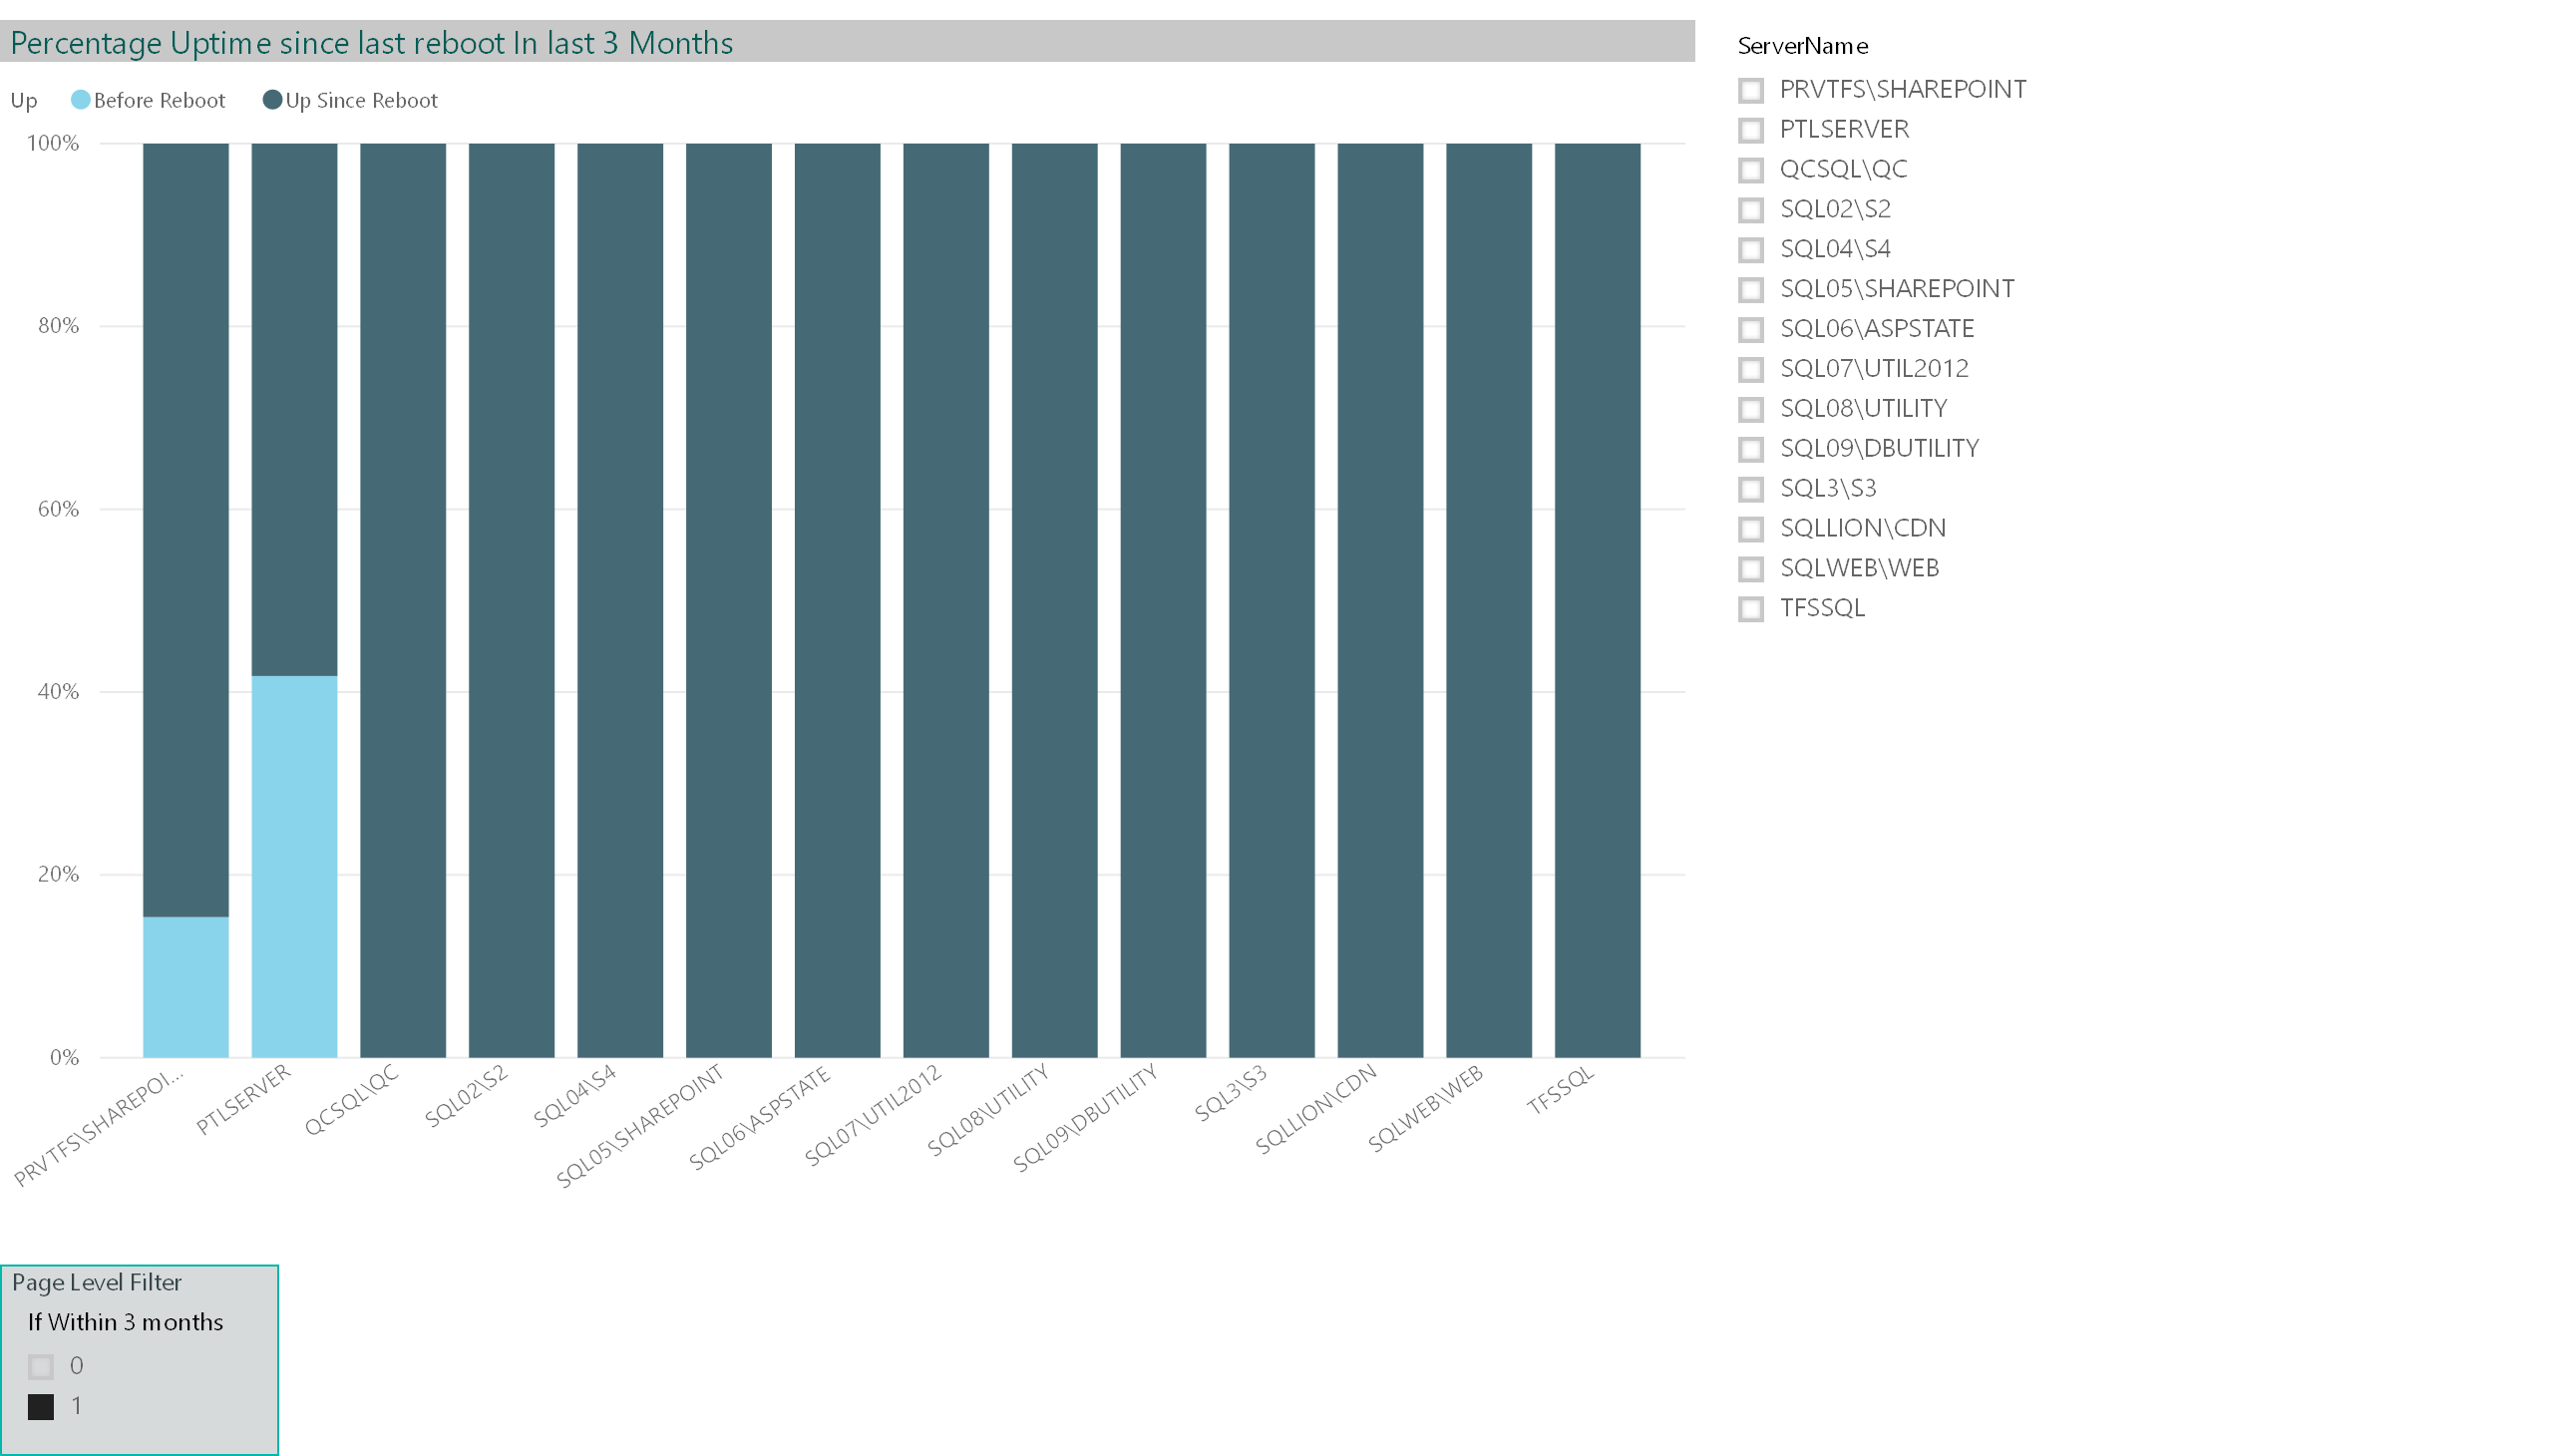 Percentage Uptime since last reboot In last 3 Months
Up Before Reboot Up Since Reboot
100%
80%
60%
40%
20%
0%
PRVTFS\SHAREPOI...
PTLSERVER
QCSQL\QC
SQL02\S2
SQL04\S4
SQL05\SHAREPOINT
SQL06\ASPSTATE
SQL07\UTIL2012
SQL08\UTILITY
SQL09\DBUTILITY
SQL3\S3
SQLLION\CDN
SQLWEB\WEB
TFSSQL
ServerName
PRVTFS\SHAREPOINT
PTLSERVER
QCSQL\QC
SQL02\S2
SQL04\S4
SQL05\SHAREPOINT
SQL06\ASPSTATE
SQL07\UTIL2012
SQL08\UTILITY
SQL09\DBUTILITY
SQL3\S3
SQLLION\CDN
SQLWEB\WEB
TFSSQL
Page Level Filter
If Within 3 months
0
1